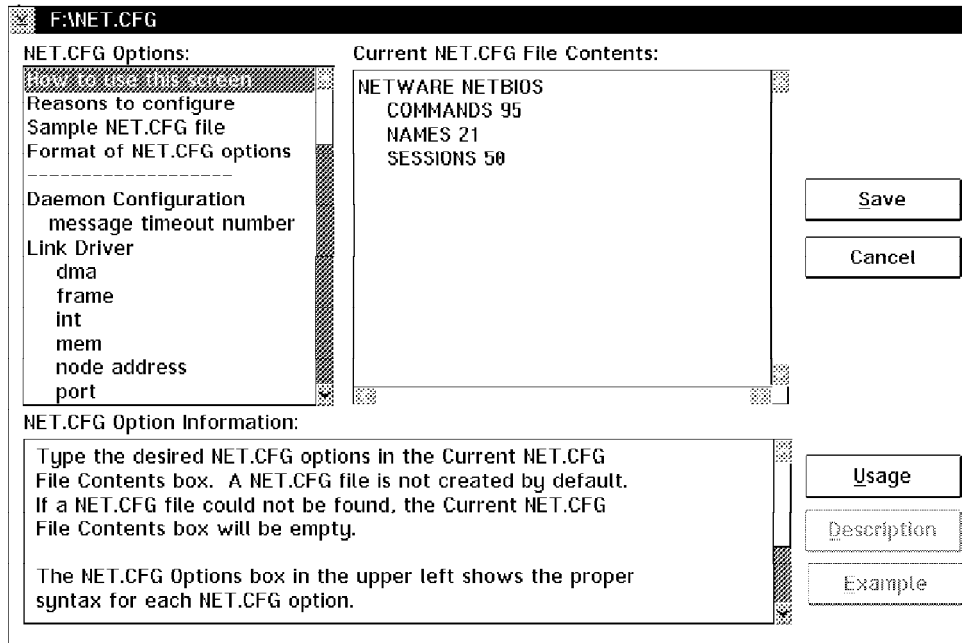 F:\NET.CFG
NET.CFG Options:
How to use this screen
Reasons to configure
Sample NET.CFG file
Format of NET.CFG options
-------------------
Daemon Configuration
message timeout number
Link Driver
dma
frame
int
mem
node address
port
Current NET.CFG File Contents:
NETWARE NETBIOS
COMMANDS 95
NAMES 21
SESSIONS 50
Save
Cancel
NET.CFG Option Information:
Type the desired NET.CFG options in the Current NET.CFG
File Contents box.  A NET.CFG file is not created by default.
If a NET.CFG file could not be found, the Current NET.CFG
File Contents box will be empty.
The NET.CFG Options box in the upper left shows the proper
syntax for each NET.CFG option.
Usage
Description
Example